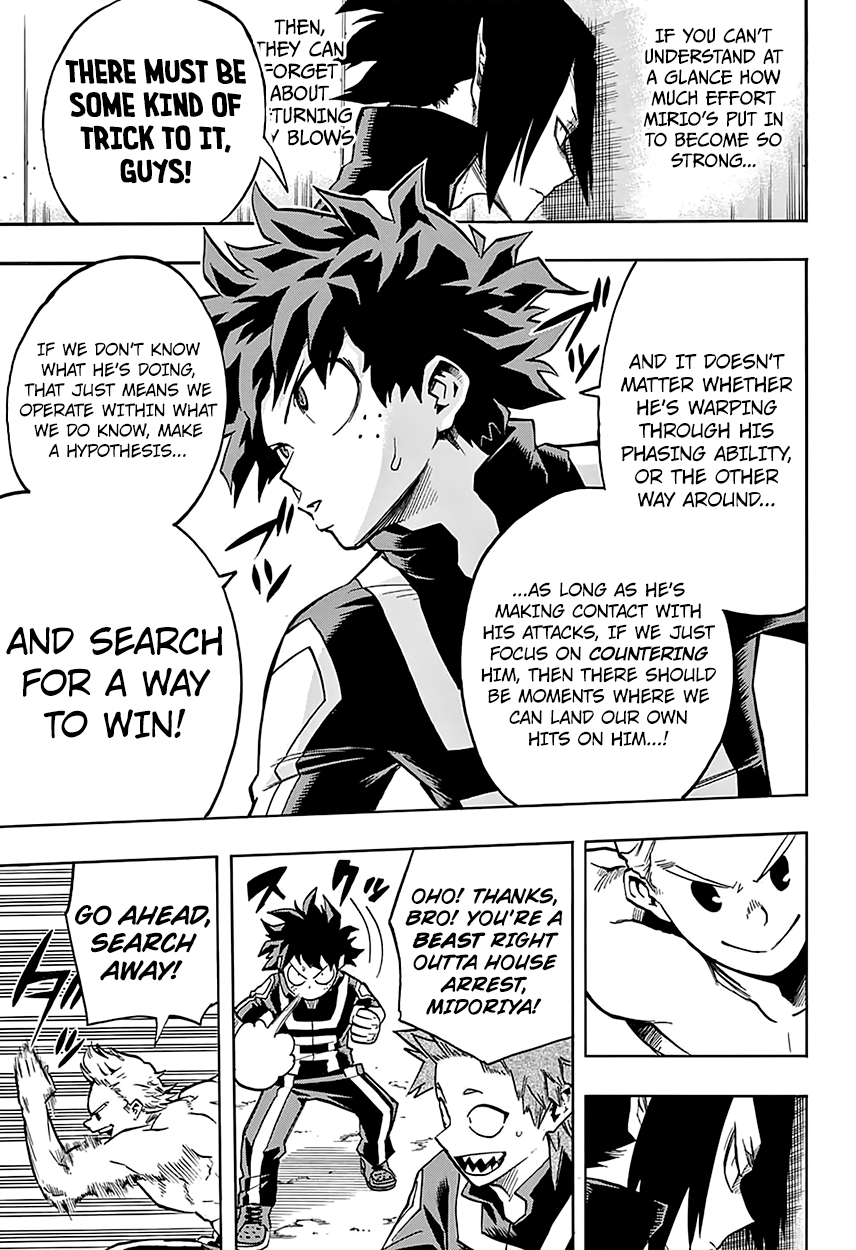 IF YOU CAN'T
UNDERSTAND AT
A GLANCE HOW
MUCH EFFORT
MIRIO'S PUT IN
TO BECOME SO
STRONG...
THEN,
THEY CAN
FORGET
ABOUT
TURNING
BLOWS
THERE MUST BE
SOME KIND OF
TRICK TO IT,
GUYS!
AND IT DOESN'T
MATTER WHETHER
HE'S WARPING
THROUGH HIS
PHASING ABILITY,
OR THE OTHER
WAY AROUND...
...AS LONG AS HE'S
MAKING CONTACT WITH
HIS ATTACKS, IF WE JUST
FOCUS ON COUNTERING
HIM, THEN THERE SHOULD
BE MOMENTS WHERE WE
CAN LAND OUR OWN
HITS ON HIM...!
IF WE DON'T KNOW
WHAT HE'S DOING,
THAT JUST MEANS WE
OPERATE WITHIN WHAT
WE DO KNOW, MAKE
A HYPOTHESIS...
AND SEARCH
FOR A WAY
TO WIN!
OHO! THANKS,
BRO! YOU'RE A
BEAST RIGHT
OUTTA HOUSE
ARREST,
MIDORIYA!
GO AHEAD,
SEARCH
AWAY!